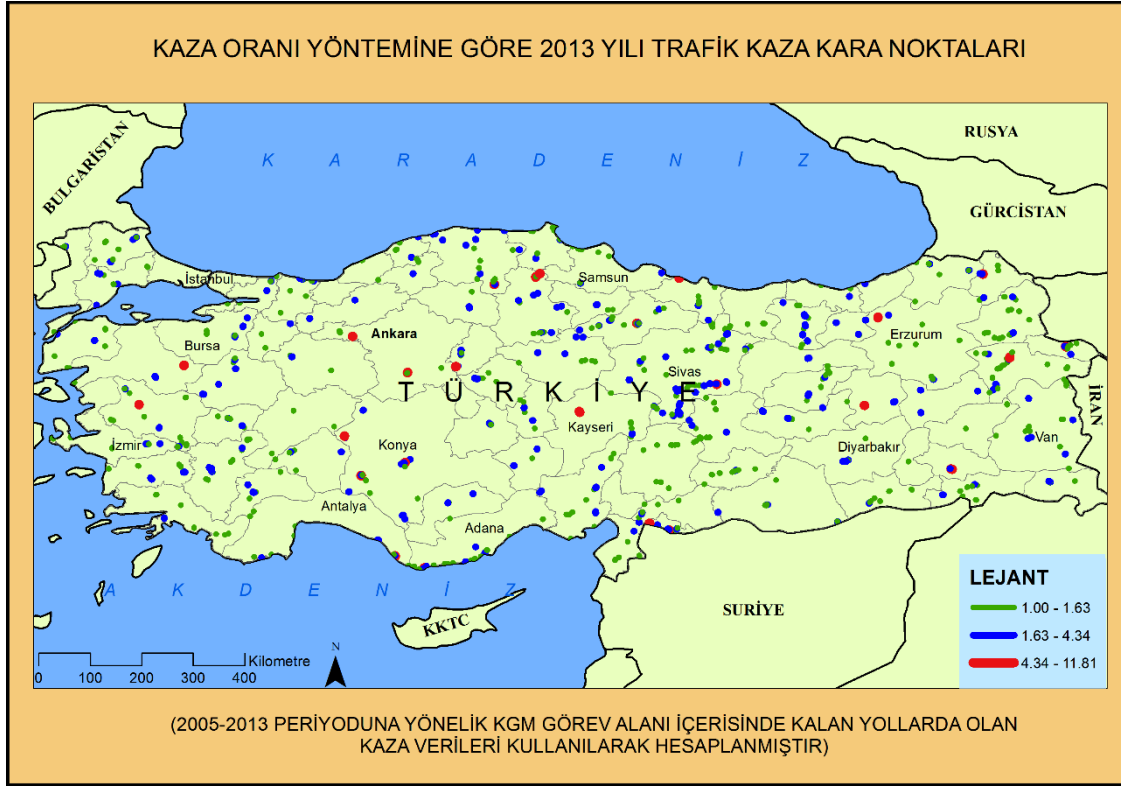 KAZA ORANI YÖNTEMİNE GÖRE 2013 YILI TRAFİK KAZA KARA NOKTALARI
RUSYA
BULGARİSTAN
K A R A D E N İ Z
GÜRCİSTAN
İstanbul
Samsun
Ankara
Erzurum
Bursa
Sivas
İRAN
T Ü R K İ Y E
Kayseri
İzmir
Konya
Diyarbakır
Van
Antalya
Adana
A K D E N İ Z
SURİYE
KKTC
LEJANT
1.00 - 1.63
1.63 - 4.34
4.34 - 11.81
N
Kilometre
0 100 200 300 400
(2005-2013 PERİYODUNA YÖNELİK KGM GÖREV ALANI İÇERİSİNDE KALAN YOLLARDA OLAN
KAZA VERİLERİ KULLANILARAK HESAPLANMIŞTIR)